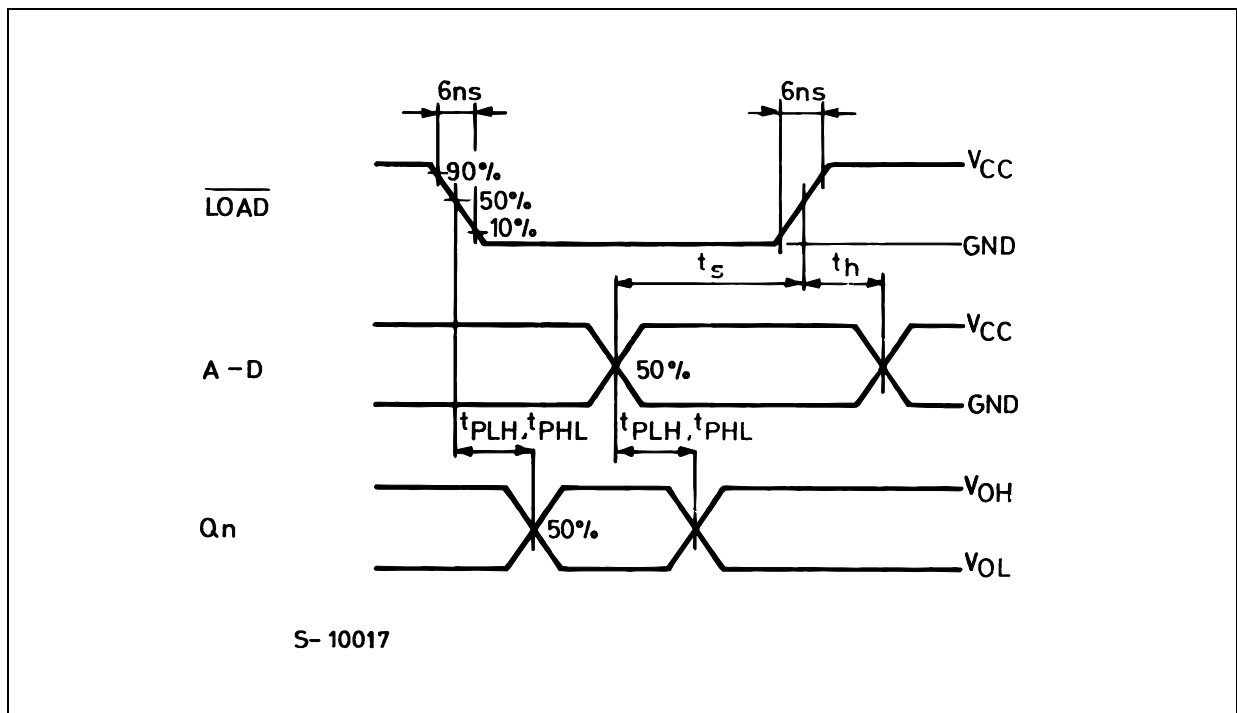 6ns 6ns
VCC
90%
LOAD 50%
10%
GND
ts th
VCC
A-D 50%
GND
tPLH,tPHL tPLH,tPHL
VOH
Qn 50%
VOL
S-10017